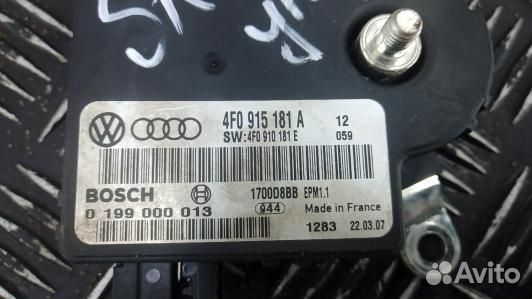 4F0 915 181 A 12
SW:4F0 910 181 E 059
BOSCH 1700D8BB EPM1.1
0 199 000 013 944 Made in France
1283 22.03.07
Avito